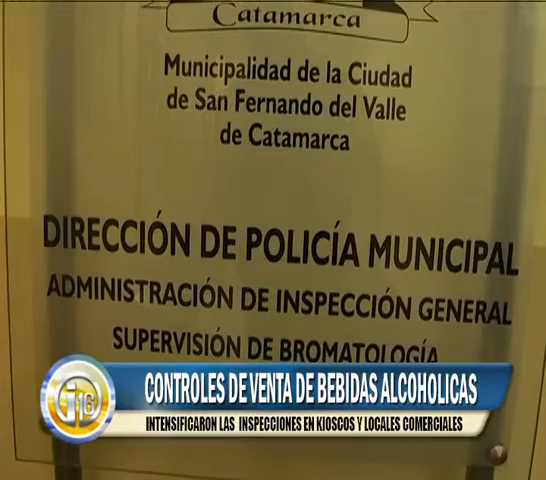 Catamarca
Municipalidad de la Ciudad
de San Fernando del Valle
de Catamarca
DIRECCIÓN DE POLICÍA MUNICIPAL
ADMINISTRACIÓN DE INSPECCIÓN GENERAL
SUPERVISIÓN DE BROMATOLOGÍA
i16
CONTROLES DE VENTA DE BEBIDAS ALCOHOLICAS
INTENSIFICARON LAS INSPECCIONES EN KIOSCOS Y LOCALES COMERCIALES